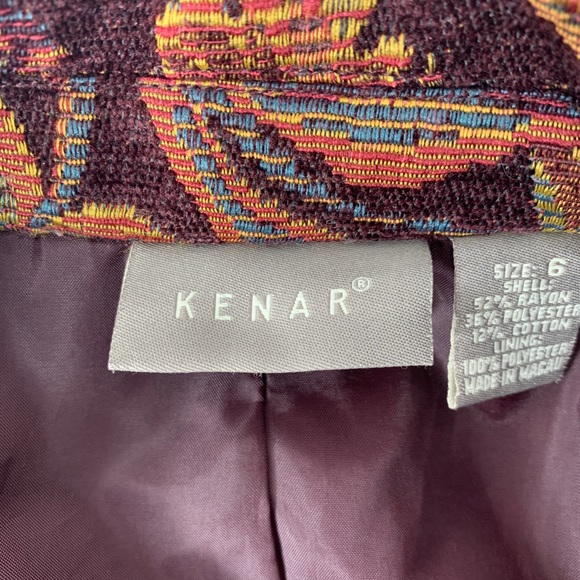 KENAR®
SIZE: 6
SHELL:
52% RAYON
36% POLYESTER
12% COTTON
LINING:
100% POLYESTER
MADE IN MACAU